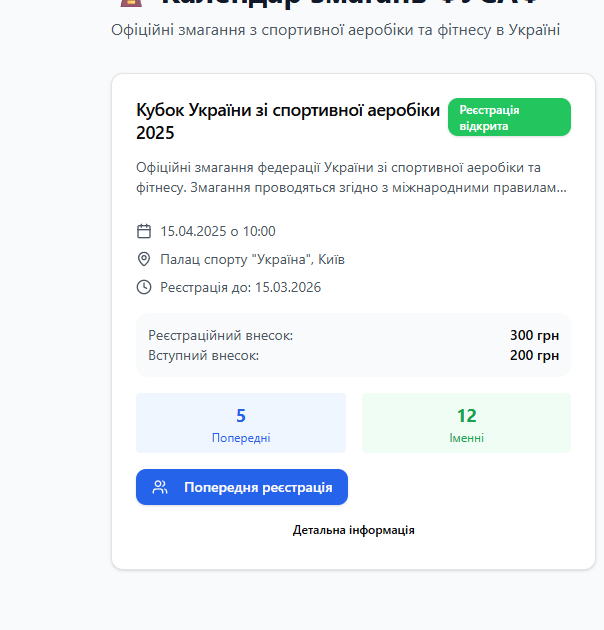 Календар змагань ФУСАФ
Офіційні змагання з спортивної аеробіки та фітнесу в Україні
Кубок України зі спортивної аеробіки
2025
Реєстрація
відкрита
Офіційні змагання федерації України зі спортивної аеробіки та
фітнесу. Змагання проводяться згідно з міжнародними правилам...
15.04.2025 о 10:00
Палац спорту "Україна", Київ
Реєстрація до: 15.03.2026
Реєстраційний внесок: 300 грн
Вступний внесок: 200 грн
5
Попередні
12
Іменні
Попередня реєстрація
Детальна інформація